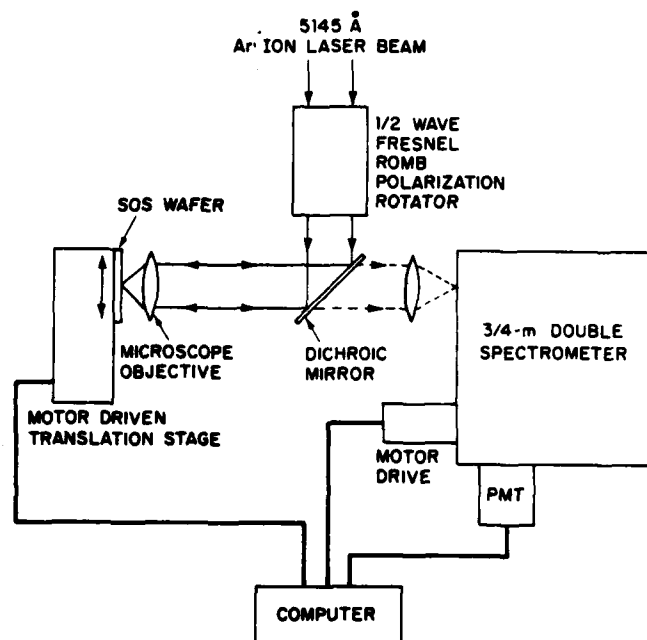 5145 Å
Ar ION LASER BEAM
1/2 WAVE
FRESNEL
ROMB
POLARIZATION
ROTATOR
SOS WAFER
MICROSCOPE
OBJECTIVE
DICHROIC
MIRROR
3/4-m DOUBLE
SPECTROMETER
MOTOR DRIVEN
TRANSLATION STAGE
MOTOR
DRIVE
PMT
COMPUTER